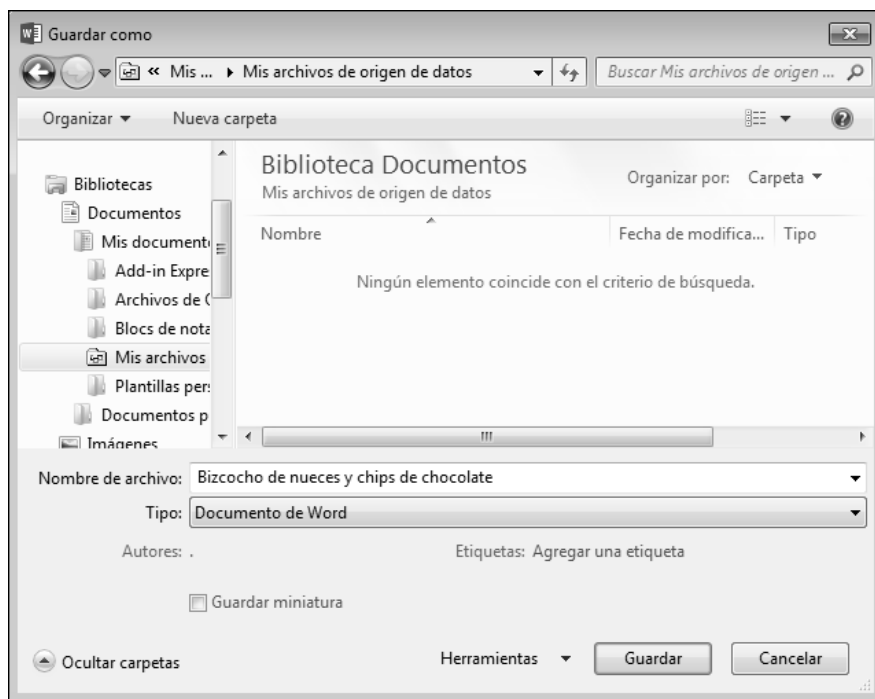 Guardar como
« Mis ... ▸ Mis archivos de origen de datos
Buscar Mis archivos de origen ...
Organizar ▾ Nueva carpeta
Bibliotecas
Documentos
Mis documento
Add-in Expre
Archivos de O
Blocs de nota
Mis archivos
Plantillas pers
Documentos p
Imágenes
Biblioteca Documentos
Mis archivos de origen de datos
Organizar por: Carpeta ▾
Nombre Fecha de modifica... Tipo
Ningún elemento coincide con el criterio de búsqueda.
Nombre de archivo: Bizcocho de nueces y chips de chocolate
Tipo: Documento de Word
Autores: . Etiquetas: Agregar una etiqueta
Guardar miniatura
Ocultar carpetas Herramientas ▾ Guardar Cancelar